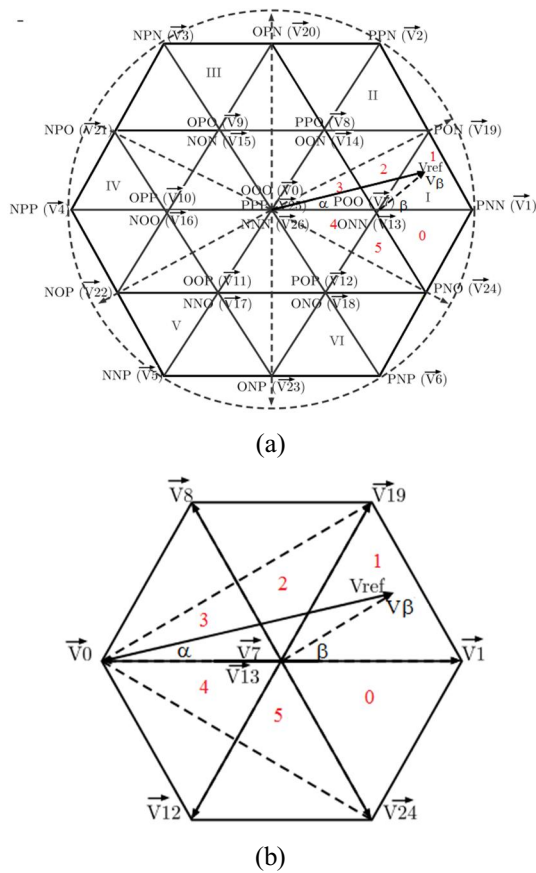 NPN (V3) OPN (V20) PPN (V2)
III II
NPO (V21) OPO (V9) PPO (V8) PON (V19)
NON (V15) OON (V14)
1
2 Vref
IV OPP (V10) OOO (V0) 3 POO (V7) Vβ
NPP (V4) PPP (V25) α β I PNN (V1)
NOO (V16) NNN (V26) 4 ONN (V13) 0
5
NOP (V22) OOP (V11) POP (V12) PNO (V24)
NNO (V17) ONO (V18)
V VI
NNP (V5) ONP (V23) PNP (V6)
(a)
V8 V19
1
2 Vref
3 Vβ
V0 α V7 β V1
V13
4 0
5
V12 V24
(b)